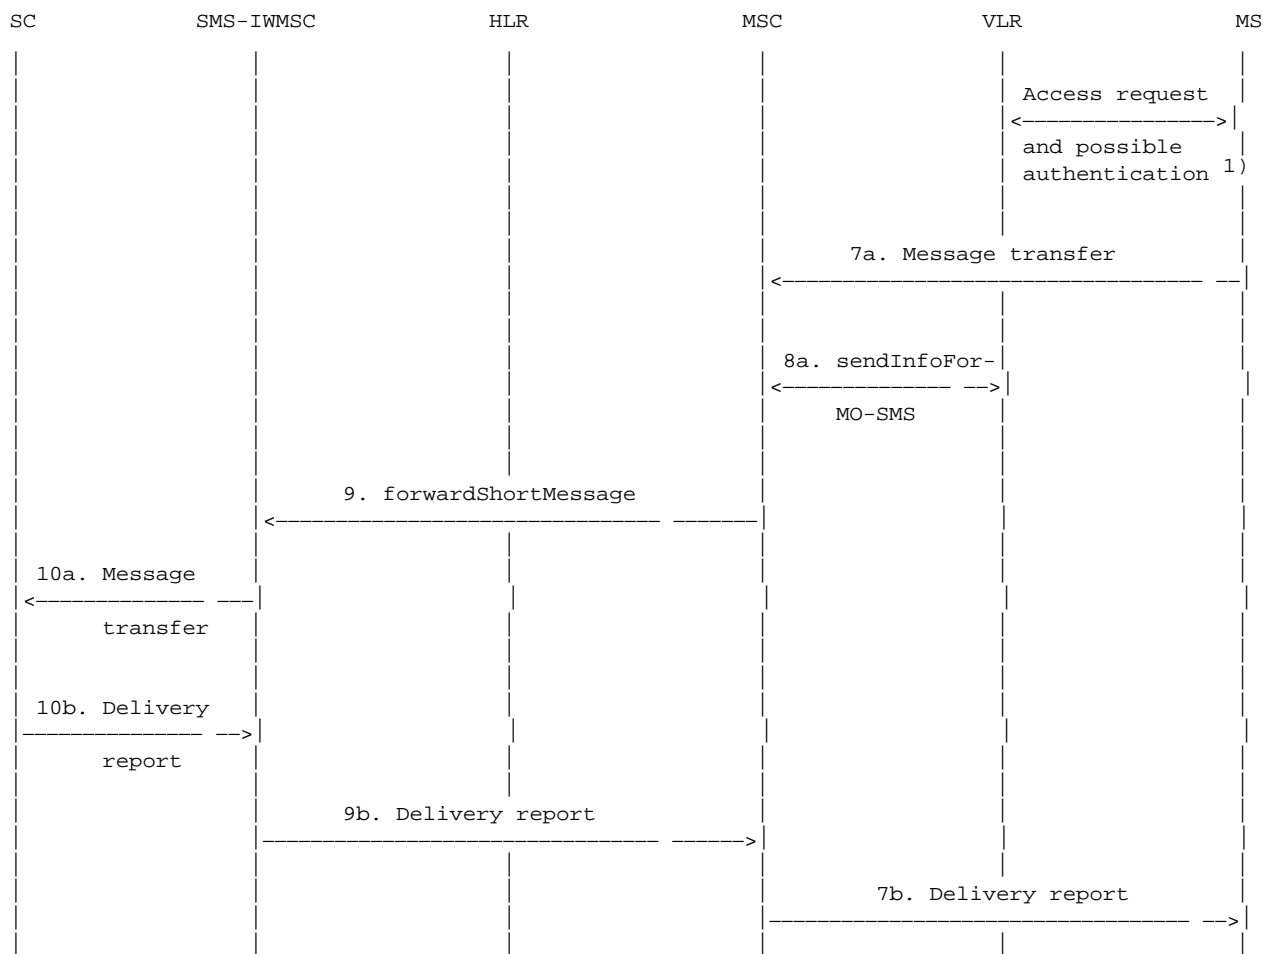 SC SMS-IWMSC HLR MSC VLR MS
Access request
and possible
authentication 1)
7a. Message transfer
8a. sendInfoFor-
MO-SMS
9. forwardShortMessage
10a. Message
transfer
10b. Delivery
report
9b. Delivery report
7b. Delivery report